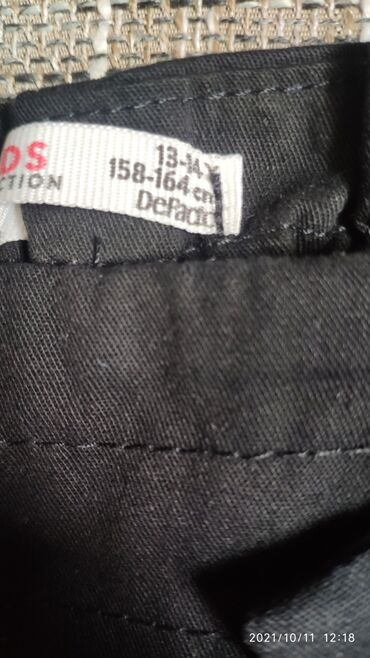 DS
CTION
13-14Y
158-164 cm
DeFacto
2021/10/11 12:18